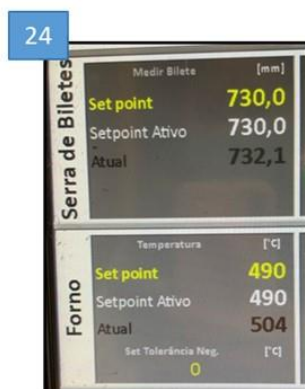 24
Serra de Biletes
Medir Bilete [mm]
Set point 730,0
Setpoint Ativo 730,0
Atual 732,1
Forno
Temperatura [°C]
Set point 490
Setpoint Ativo 490
Atual 504
Set Tolerância Neg. [°C]
0